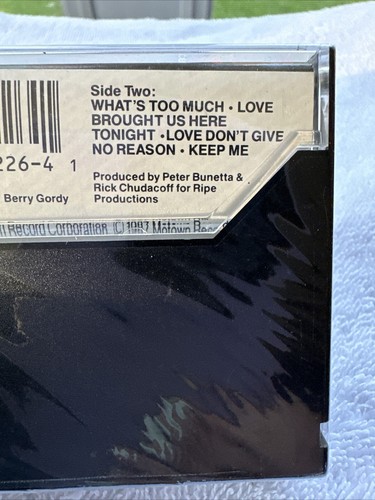 Side Two:
WHAT'S TOO MUCH • LOVE
BROUGHT US HERE
TONIGHT • LOVE DON'T GIVE
NO REASON • KEEP ME
226-4 1
Produced by Peter Bunetta &
Berry Gordy
Rick Chudacoff for Ripe
Productions
Record Corporation © 1987 Motown